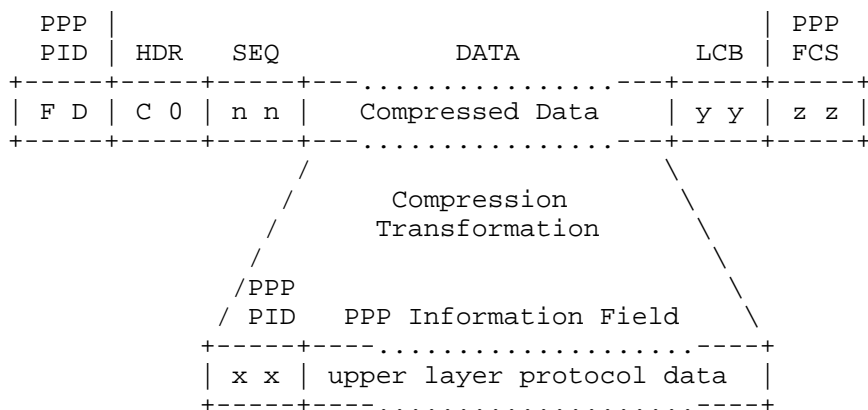 PPP | | PPP
PID | HDR SEQ DATA LCB | FCS
+-----+-----+-----+---.................---+-----+-----+
| F D | C 0 | n n | Compressed Data | y y | z z |
+-----+-----+-----+---.................---+-----+-----+
/ \
/ Compression \
/ Transformation \
/ \
/PPP \
/ PID PPP Information Field \
+-----+----.....................----+
| x x | upper layer protocol data |
+-----+----.....................----+